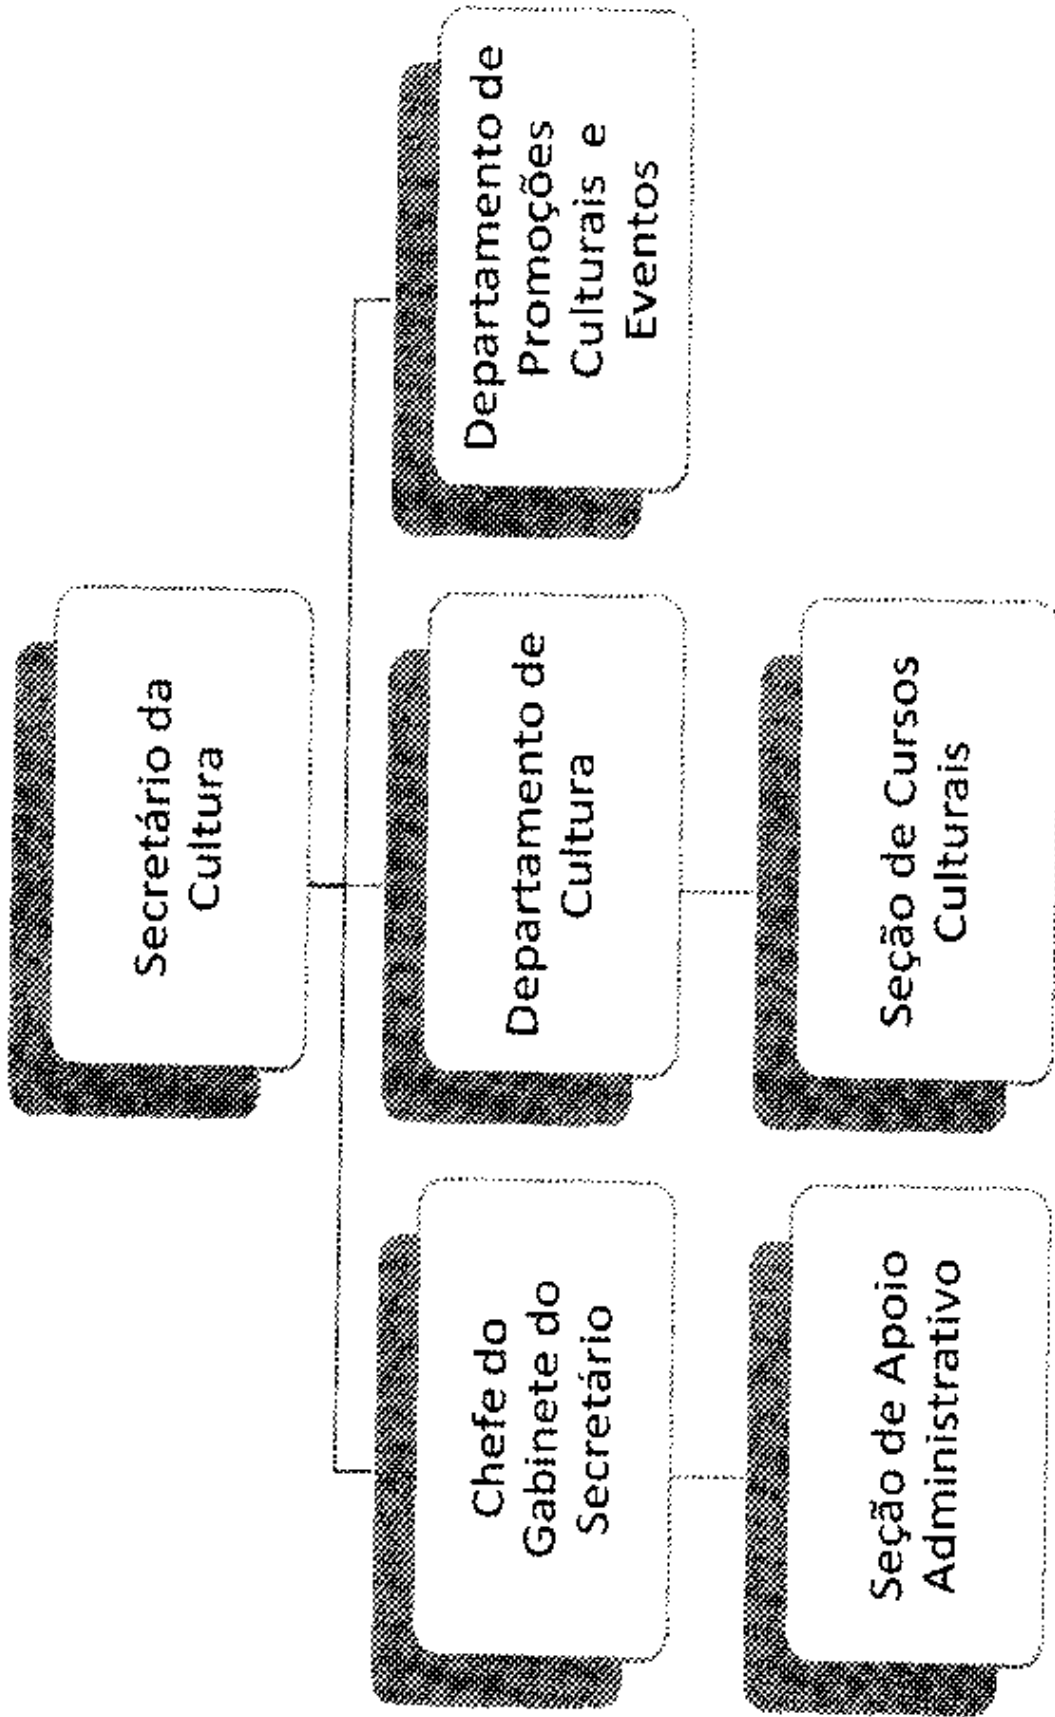 Secretário da
Cultura
Chefe do
Gabinete do
Secretário
Departamento de
Cultura
Departamento de
Promoções
Culturais e
Eventos
Seção de Apoio
Administrativo
Seção de Cursos
Culturais